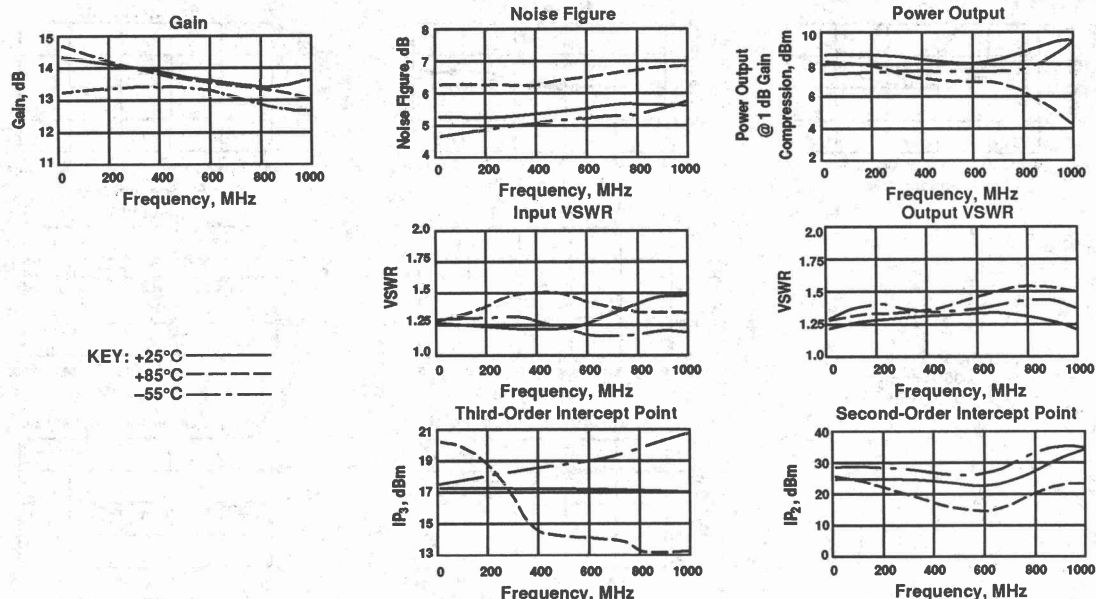 Gain
15
14
13
12
11
Gain, dB
0 200 400 600 800 1000
Frequency, MHz
Noise Figure
8
7
6
5
4
Noise Figure, dB
0 200 400 600 800 1000
Frequency, MHz
Power Output
10
8
6
4
2
Power Output
@ 1 dB Gain
Compression, dBm
0 200 400 600 800 1000
Frequency, MHz
Input VSWR
2.0
1.75
1.5
1.25
1.0
VSWR
0 200 400 600 800 1000
Frequency, MHz
Output VSWR
2.0
1.75
1.5
1.25
1.0
VSWR
0 200 400 600 800 1000
Frequency, MHz
KEY: +25°C
+85°C
–55°C
Third-Order Intercept Point
21
19
17
15
13
IP3, dBm
0 200 400 600 800 1000
Frequency, MHz
Second-Order Intercept Point
40
30
20
10
0
IP2, dBm
0 200 400 600 800 1000
Frequency, MHz